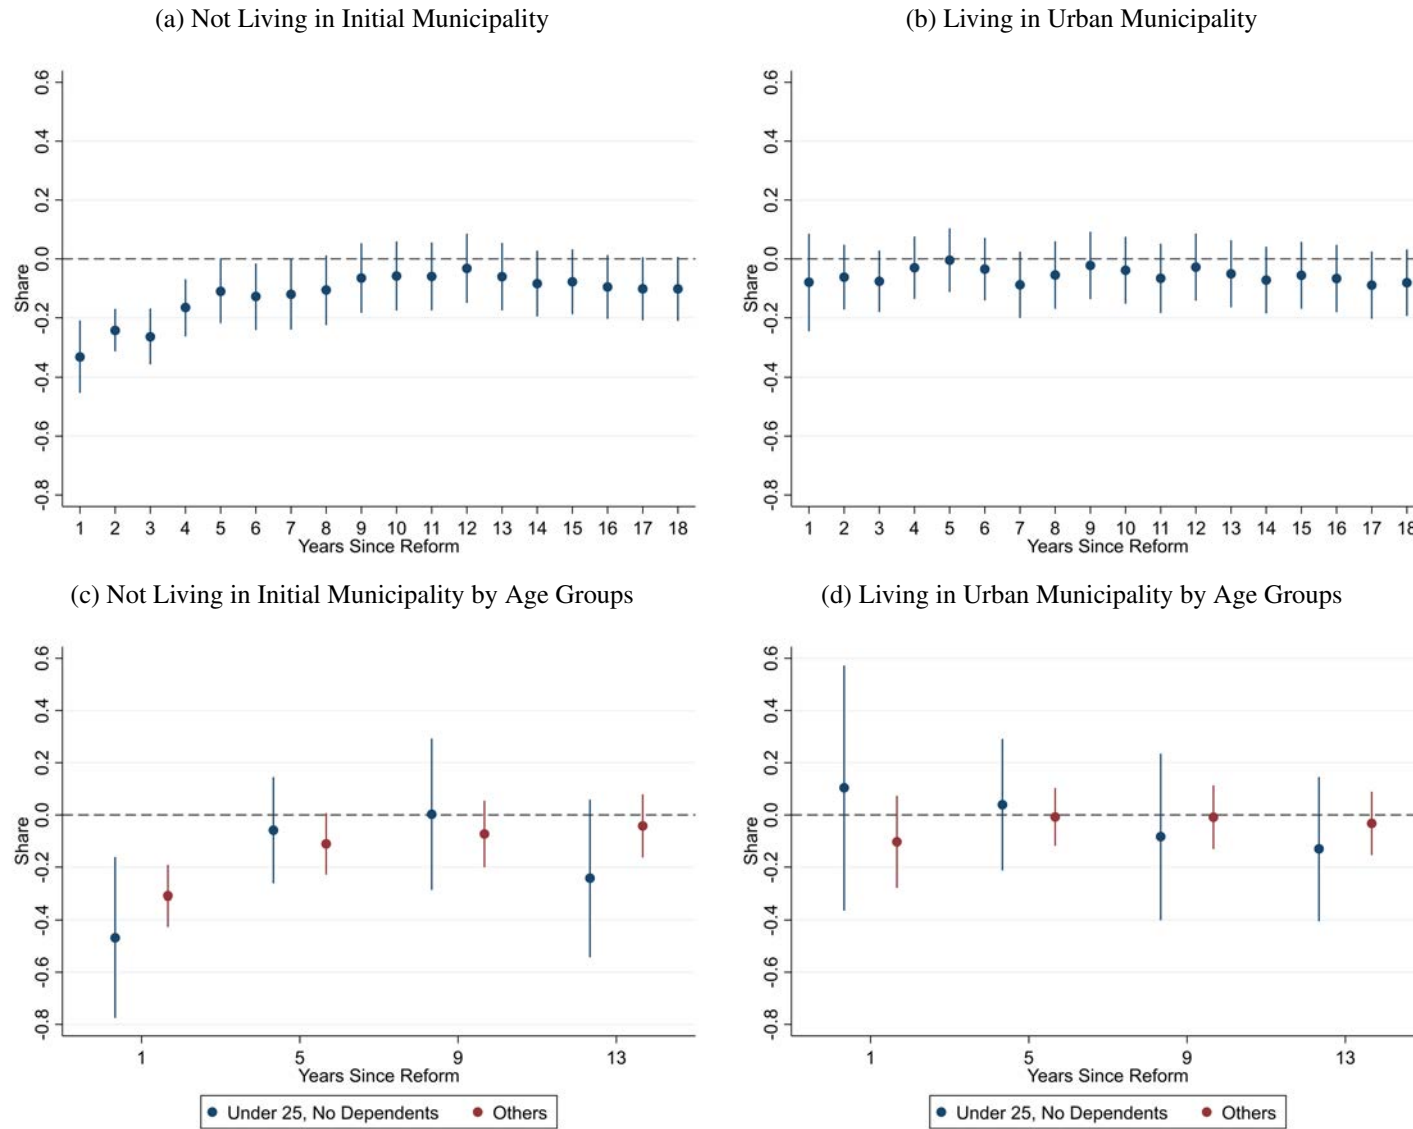 (a) Not Living in Initial Municipality
(b) Living in Urban Municipality
0.6
0.4
0.2
0.0
-0.2
-0.4
-0.6
-0.8
Share
1 2 3 4 5 6 7 8 9 10 11 12 13 14 15 16 17 18
Years Since Reform
0.6
0.4
0.2
0.0
-0.2
-0.4
-0.6
-0.8
Share
1 2 3 4 5 6 7 8 9 10 11 12 13 14 15 16 17 18
Years Since Reform
(c) Not Living in Initial Municipality by Age Groups
(d) Living in Urban Municipality by Age Groups
0.6
0.4
0.2
0.0
-0.2
-0.4
-0.6
-0.8
Share
1 5 9 13
Years Since Reform
Under 25, No Dependents Others
0.6
0.4
0.2
0.0
-0.2
-0.4
-0.6
-0.8
Share
1 5 9 13
Years Since Reform
Under 25, No Dependents Others